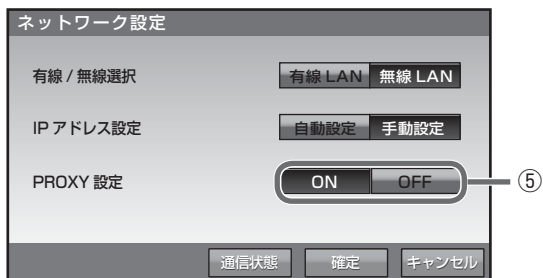 ネットワーク設定
有線 / 無線選択 有線 LAN 無線 LAN
IP アドレス設定 自動設定 手動設定
PROXY 設定 ON OFF ⑤
通信状態 確定 キャンセル